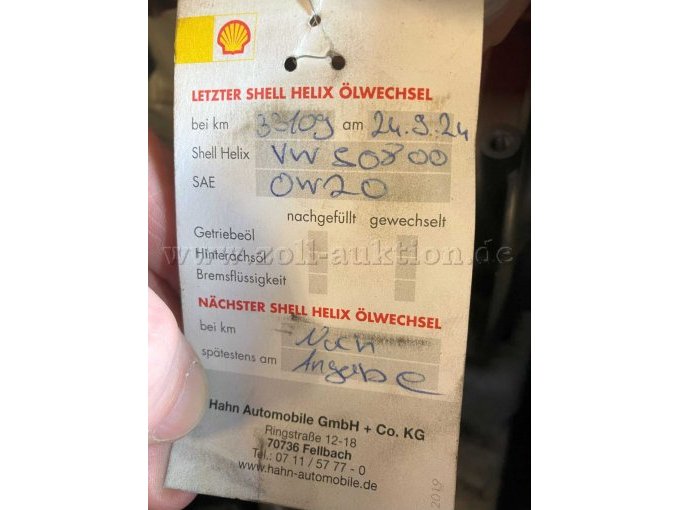 LETZTER SHELL HELIX ÖLWECHSEL
bei km 33109 am 24.9.24
Shell Helix VW 50800
SAE 0W20
nachgefüllt gewechselt
Getriebeöl
Hinterachsöl
Bremsflüssigkeit
www.zoll-auktion.de
NÄCHSTER SHELL HELIX ÖLWECHSEL
bei km Nach
spätestens am Angabe
Hahn Automobile GmbH + Co. KG
Ringstraße 12-18
70736 Fellbach
Tel.: 07 11/ 57 77 - 0
www.hahn-automobile.de
2019